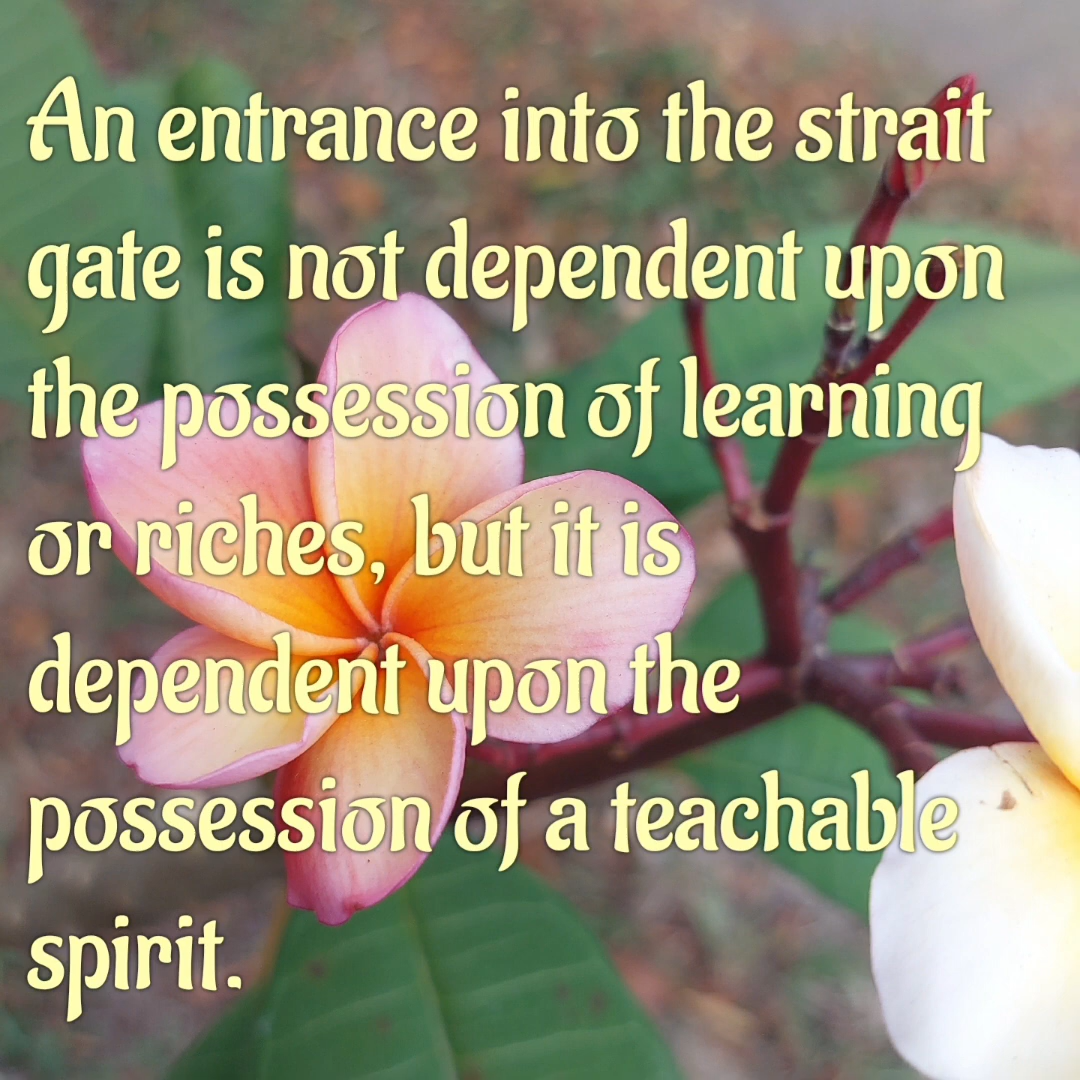 An entrance into the strait
gate is not dependent upon
the possession of learning
or riches, but it is
dependent upon the
possession of a teachable
spirit.